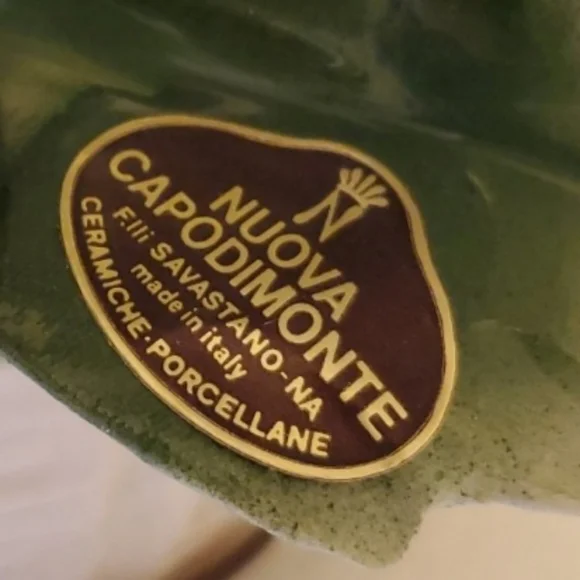 N
NUOVA
CAPODIMONTE
F.lli SAVASTANO-NA
made in italy
CERAMICHE·PORCELLANE